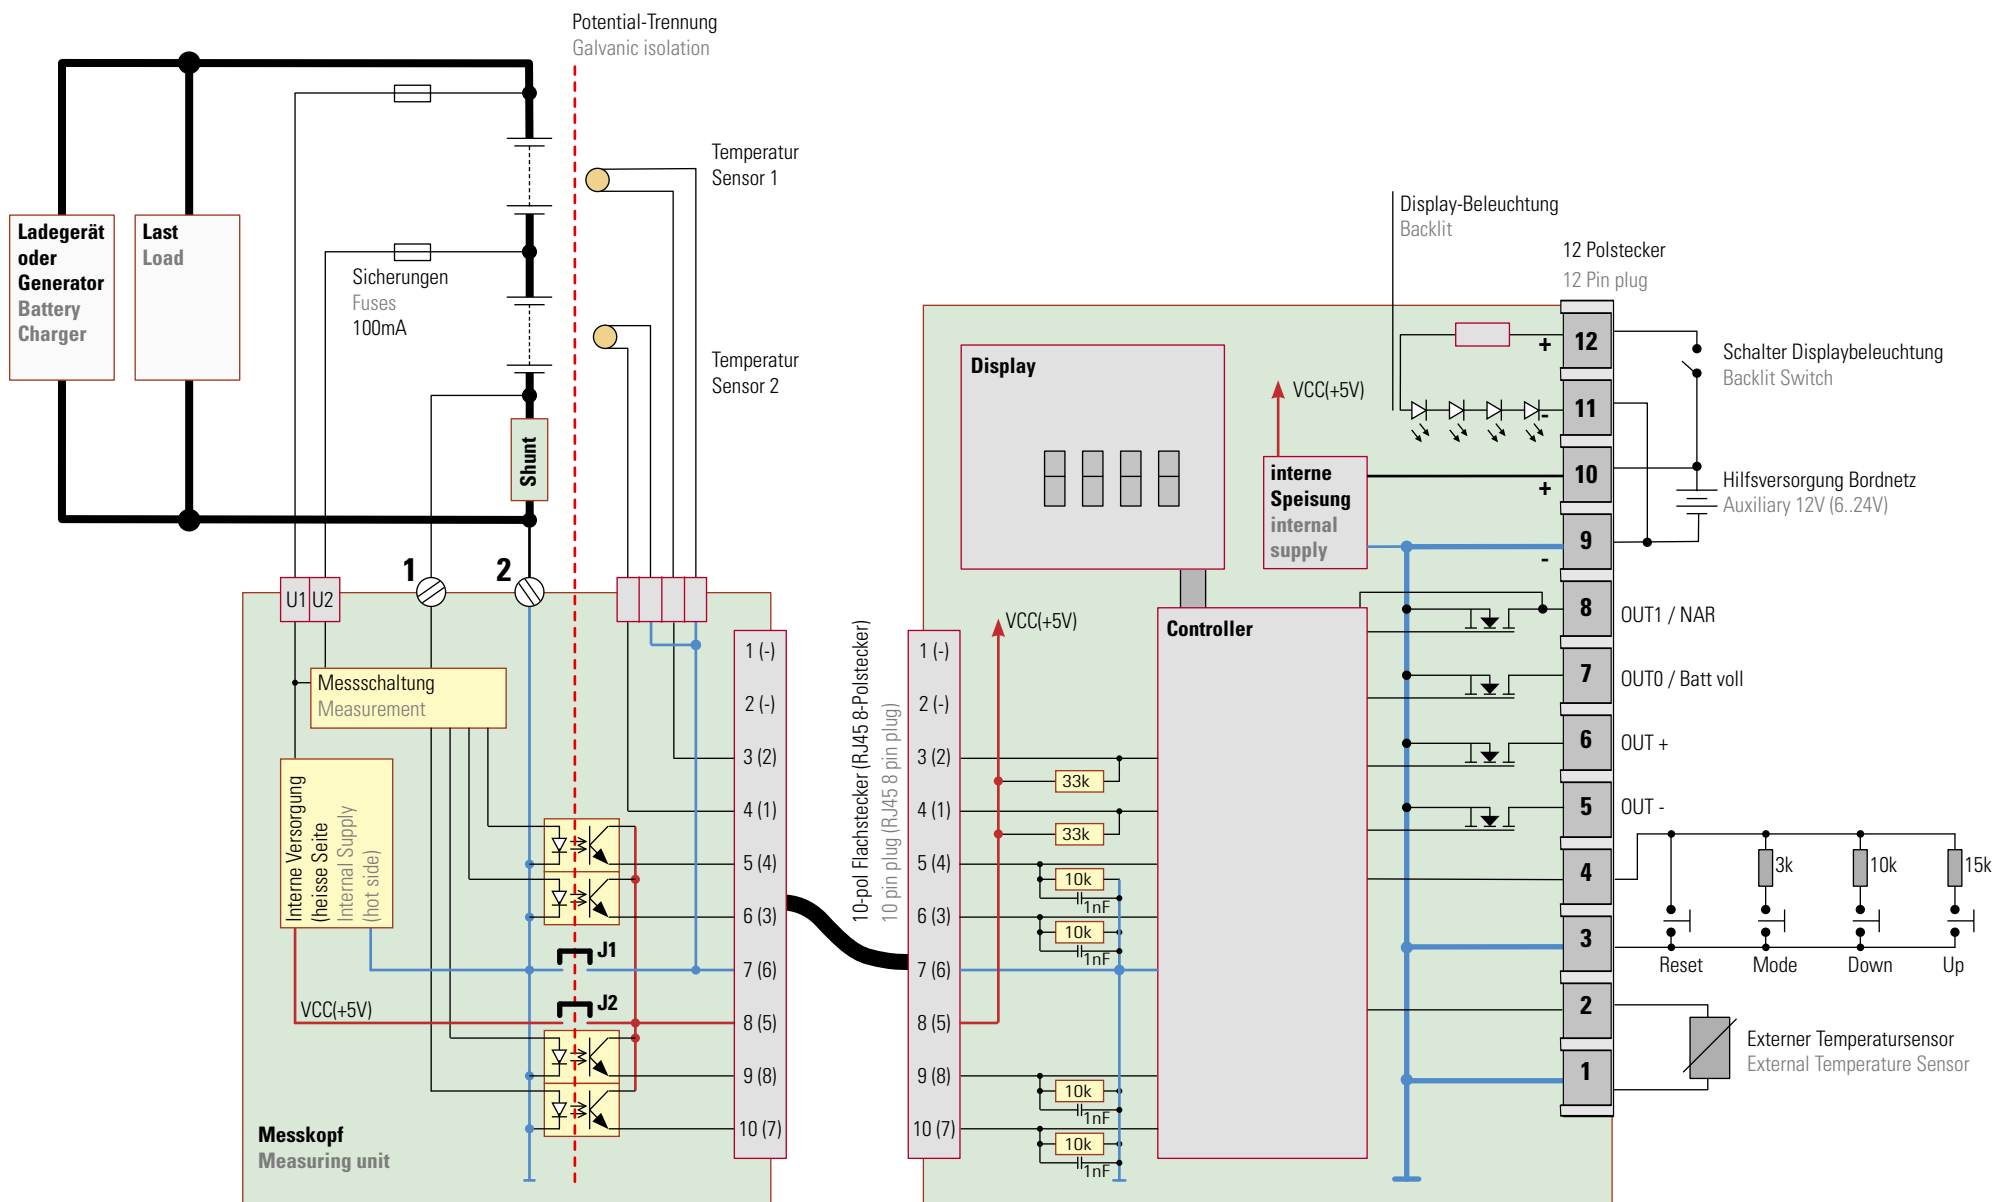 Potential-Trennung
Galvanic isolation
Temperatur
Sensor 1
Ladegerät
oder
Generator
Battery
Charger
Last
Load
Sicherungen
Fuses
100mA
Temperatur
Sensor 2
Shunt
1
2
U1
U2
Messschaltung
Measurement
Interne Versorgung
(heisse Seite
Internal Supply
(hot side)
VCC(+5V)
J1
J2
Messkopf
Measuring unit
1 (-)
2 (-)
3 (2)
4 (1)
5 (4)
6 (3)
7 (6)
8 (5)
9 (8)
10 (7)
10-pol Flachstecker (RJ45 8-Polstecker)
10 pin plug (RJ45 8 pin plug)
1 (-)
2 (-)
3 (2)
4 (1)
5 (4)
6 (3)
7 (6)
8 (5)
9 (8)
10 (7)
VCC(+5V)
33k
33k
10k
1nF
10k
1nF
10k
1nF
10k
1nF
Display
Controller
VCC(+5V)
interne
Speisung
internal
supply
Display-Beleuchtung
Backlit
12 Polstecker
12 Pin plug
+
-
+
-
12
11
10
9
8
7
6
5
4
3
2
1
Schalter Displaybeleuchtung
Backlit Switch
Hilfsversorgung Bordnetz
Auxiliary 12V (6..24V)
OUT1 / NAR
OUT0 / Batt voll
OUT +
OUT -
3k
10k
15k
Reset
Mode
Down
Up
Externer Temperatursensor
External Temperature Sensor